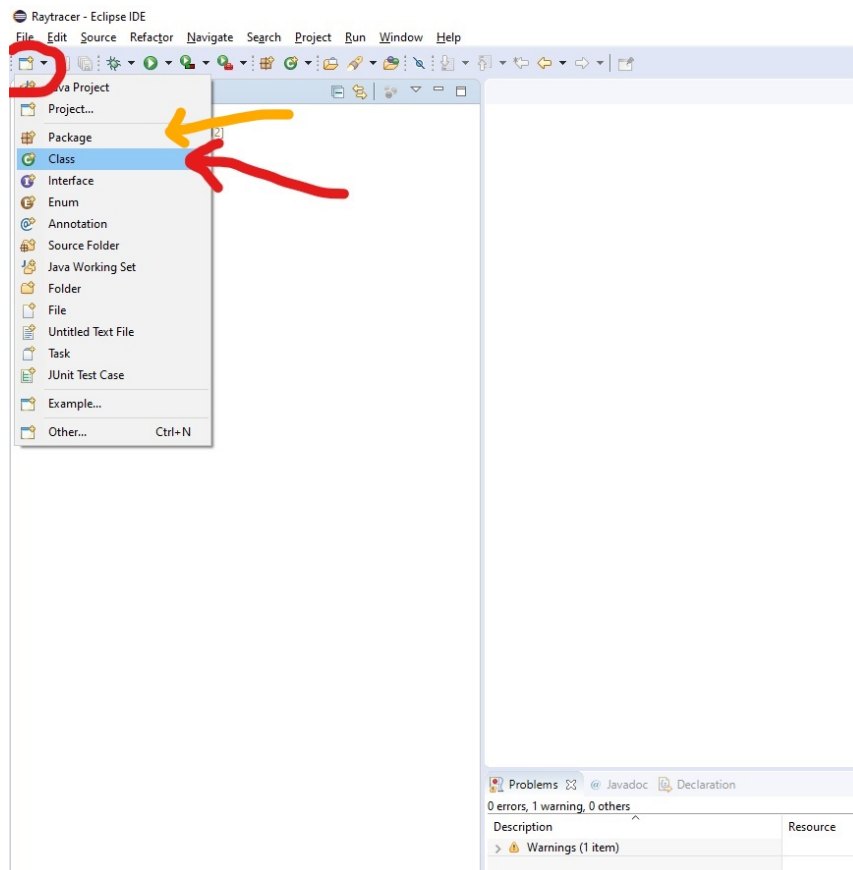 Raytracer - Eclipse IDE
File Edit Source Refactor Navigate Search Project Run Window Help
Project
Project...
2]
Package
Class
Interface
Enum
Annotation
Source Folder
Java Working Set
Folder
File
Untitled Text File
Task
JUnit Test Case
Example...
Other... Ctrl+N
Problems @ Javadoc Declaration
0 errors, 1 warning, 0 others
Description Resource
Warnings (1 item)